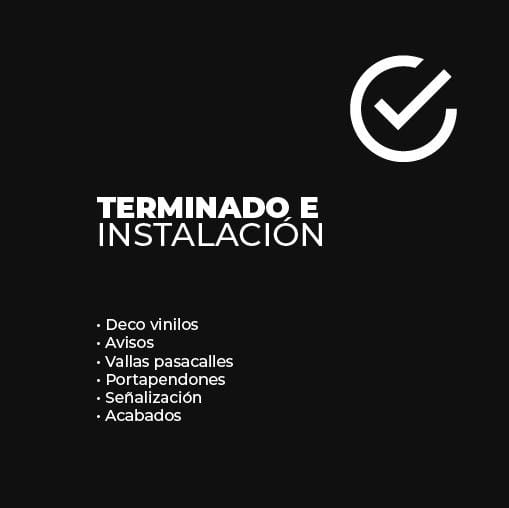 TERMINADO E
INSTALACIÓN
• Deco vinilos
• Avisos
• Vallas pasacalles
• Portapendones
• Señalización
• Acabados